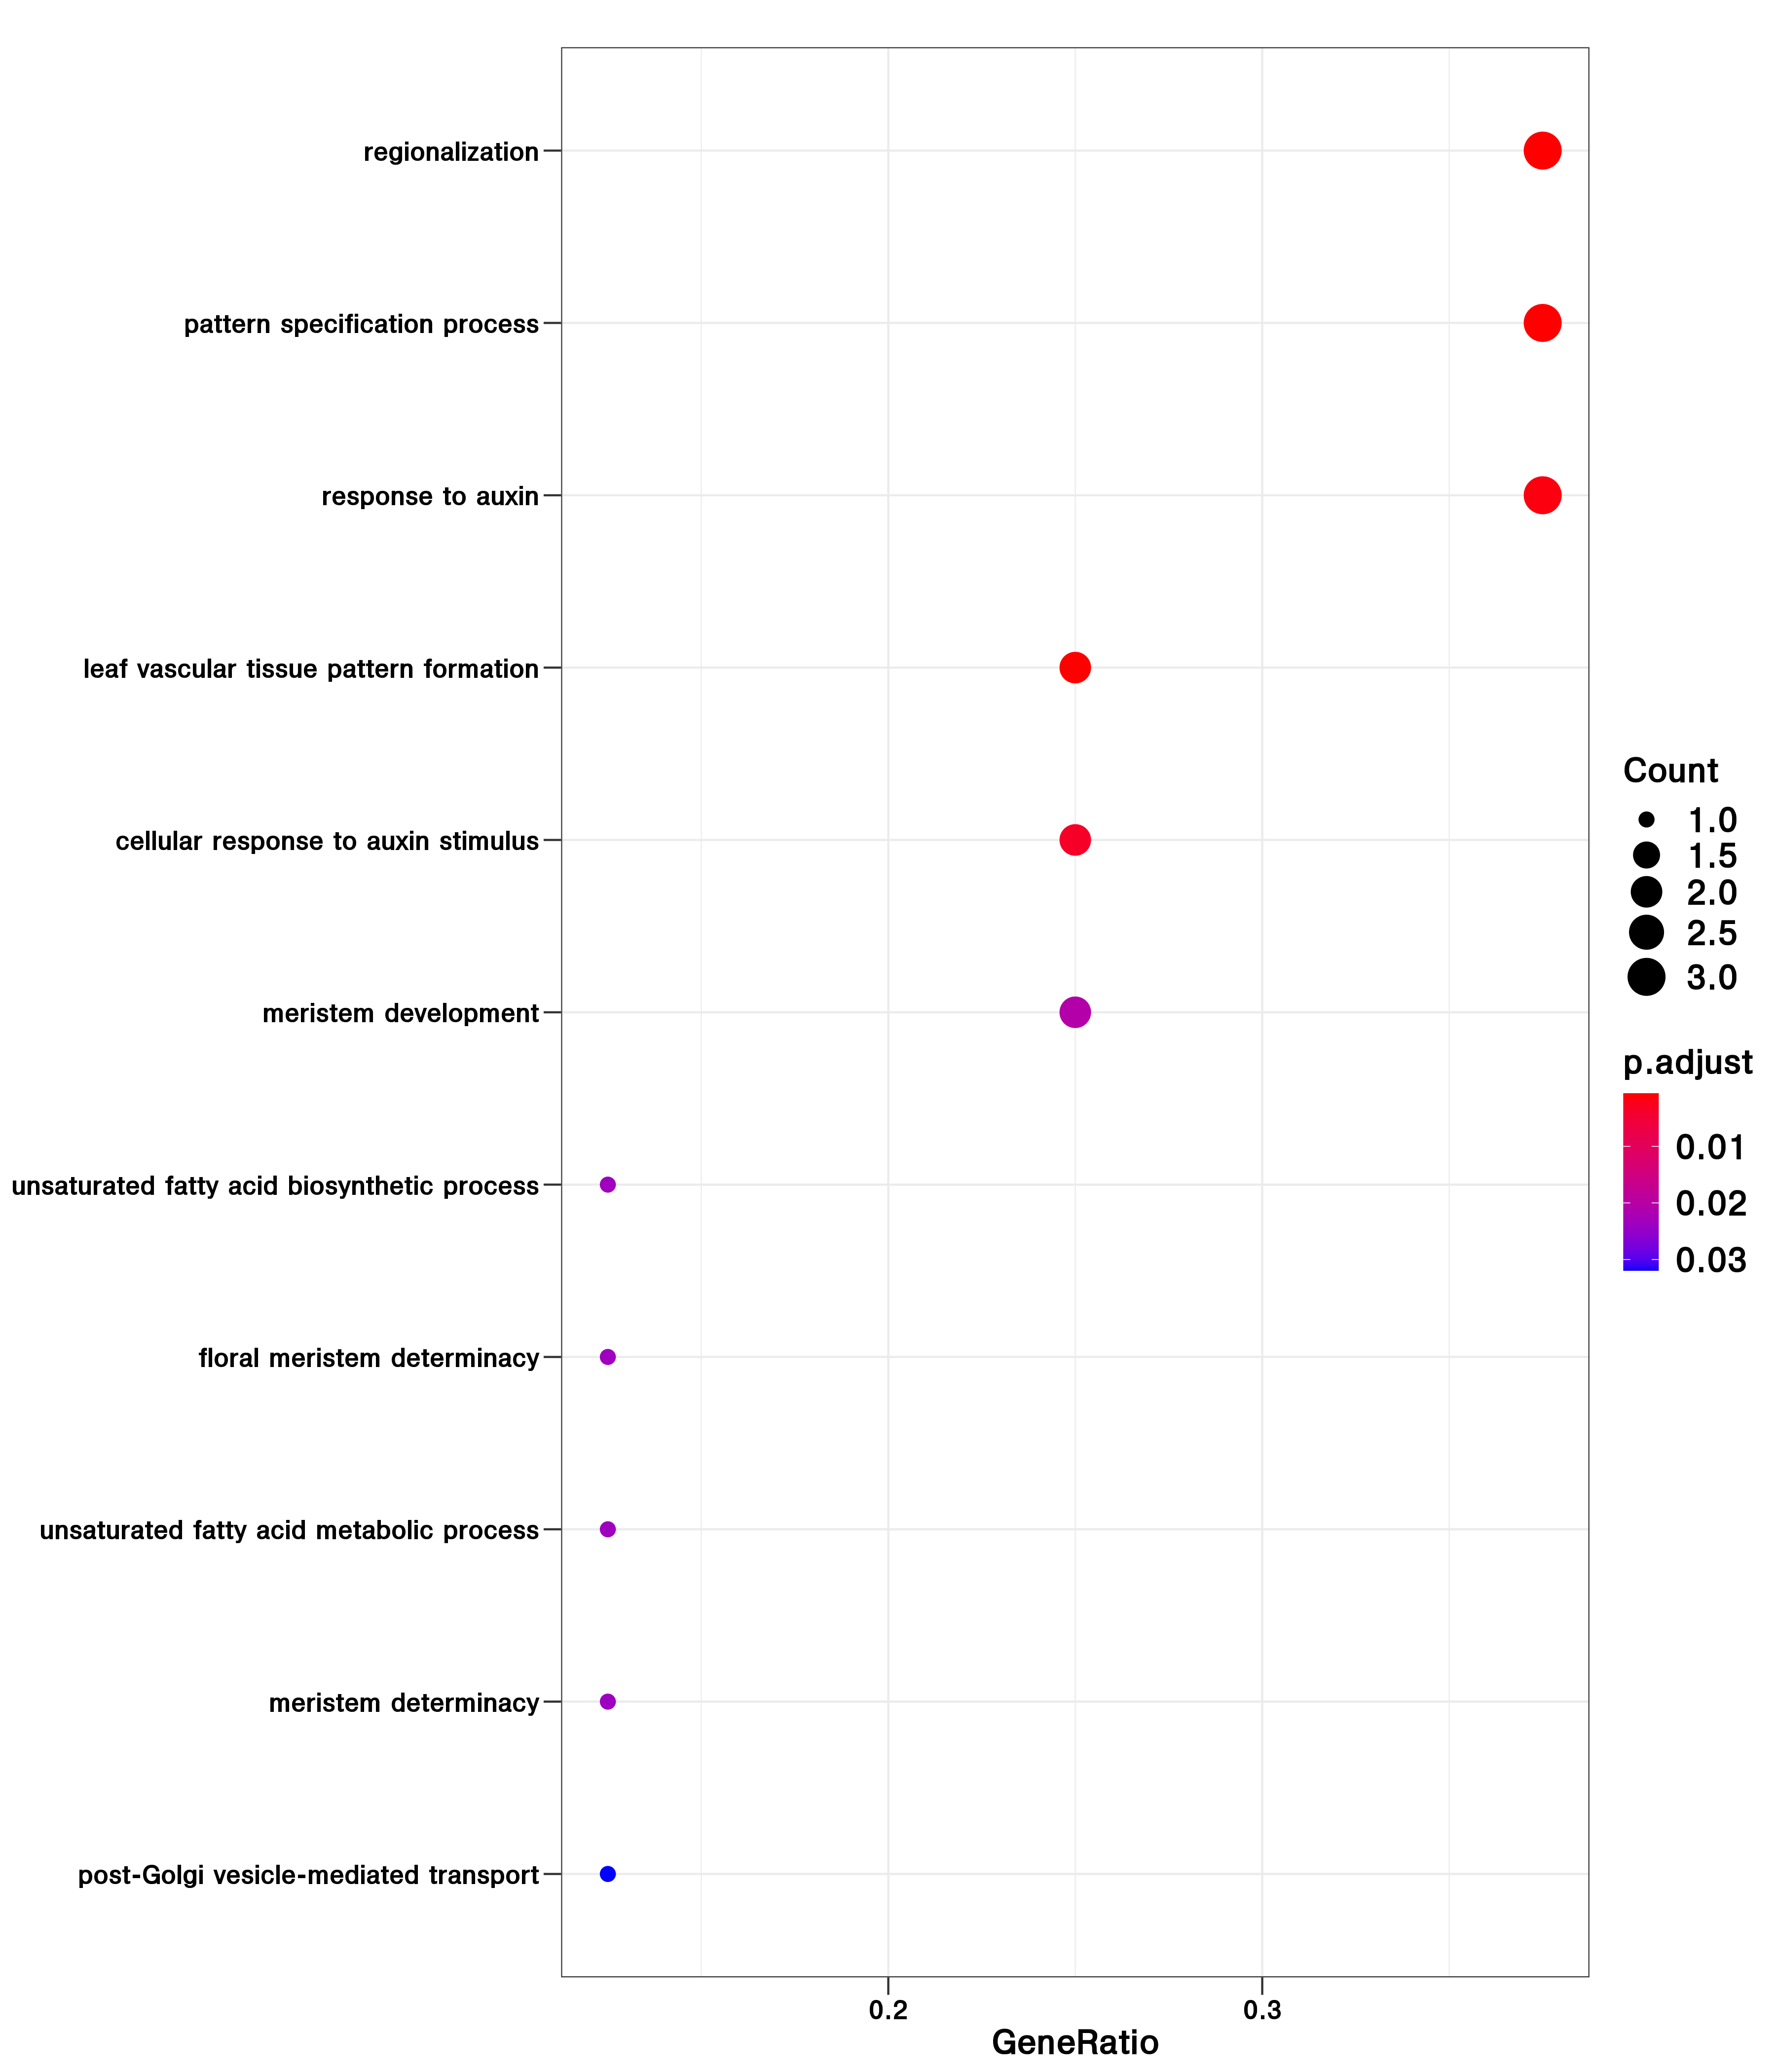 regionalization
pattern specification process
response to auxin
leaf vascular tissue pattern formation
cellular response to auxin stimulus
meristem development
unsaturated fatty acid biosynthetic process
floral meristem determinacy
unsaturated fatty acid metabolic process
meristem determinacy
post-Golgi vesicle-mediated transport
0.2
0.3
GeneRatio
Count
1.0
1.5
2.0
2.5
3.0
p.adjust
0.01
0.02
0.03